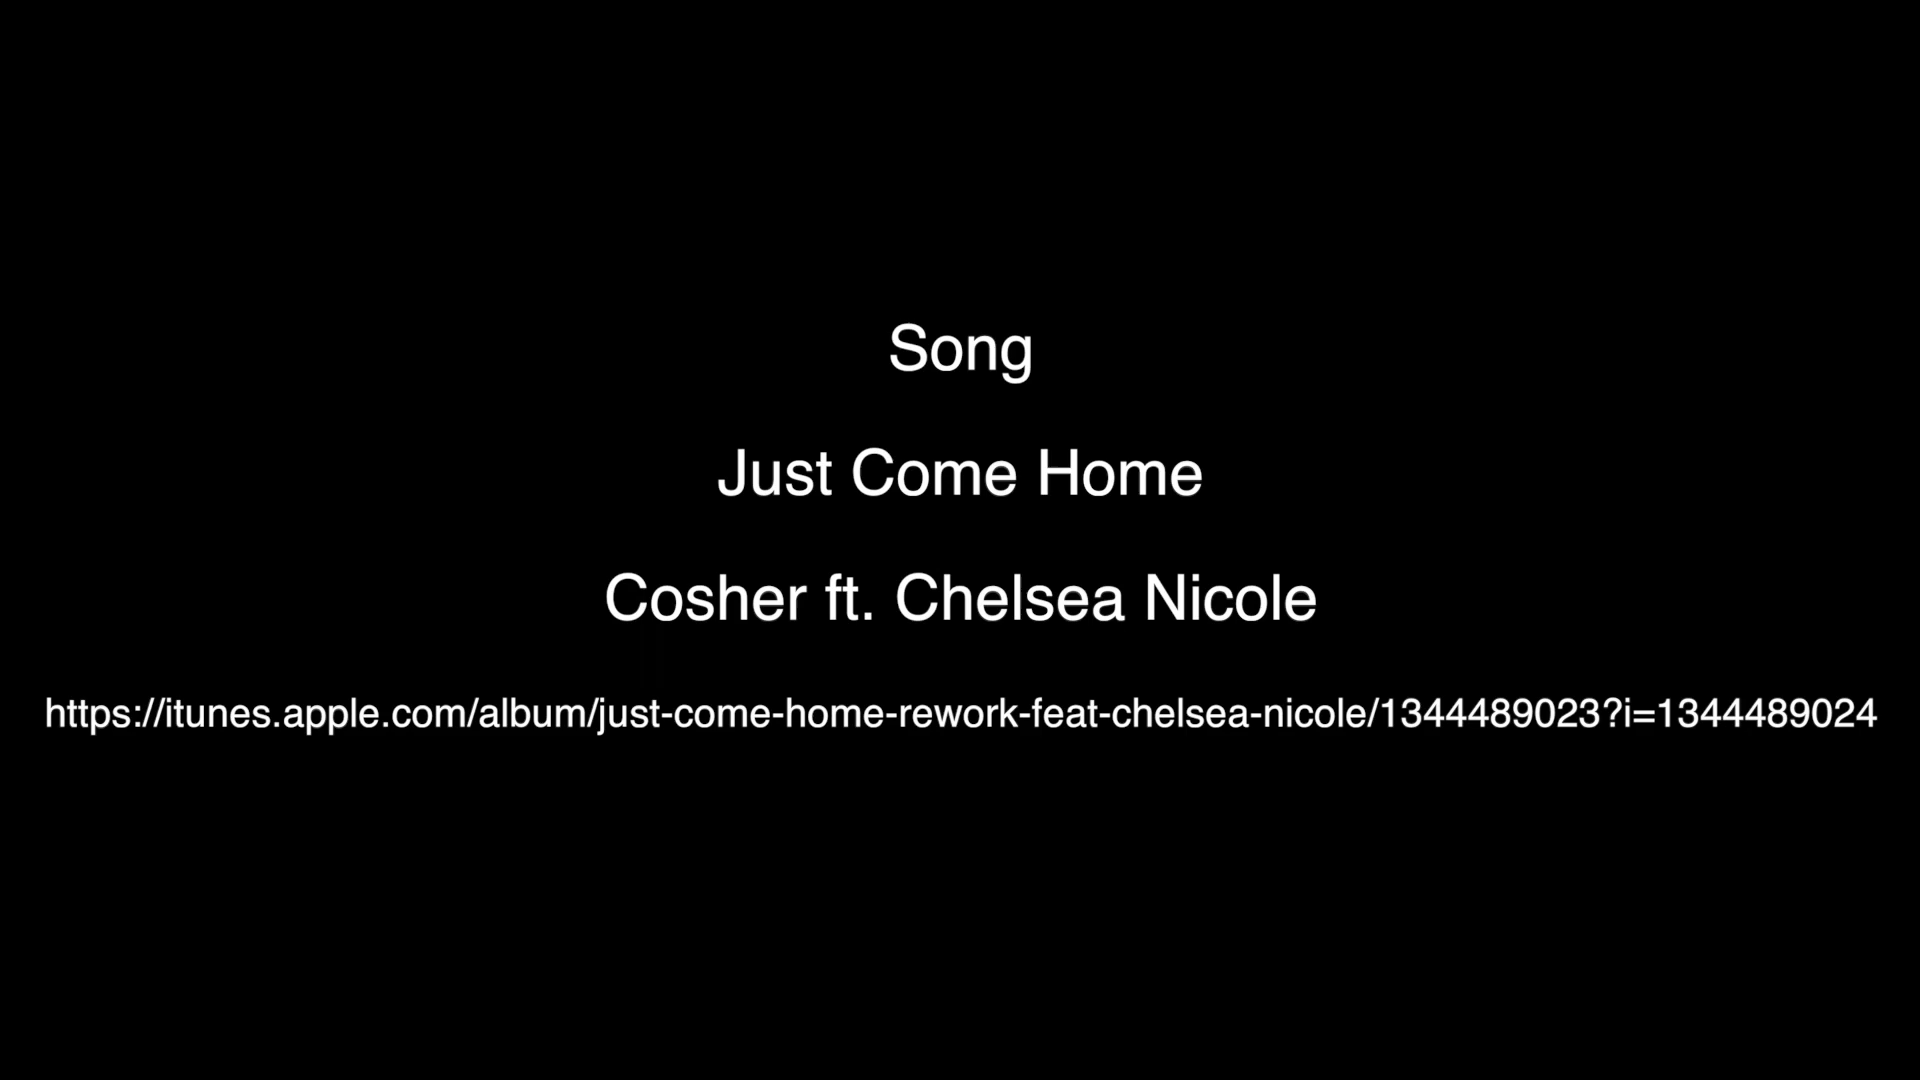 Song
Just Come Home
Cosher ft. Chelsea Nicole
https://itunes.apple.com/album/just-come-home-rework-feat-chelsea-nicole/1344489023?i=1344489024